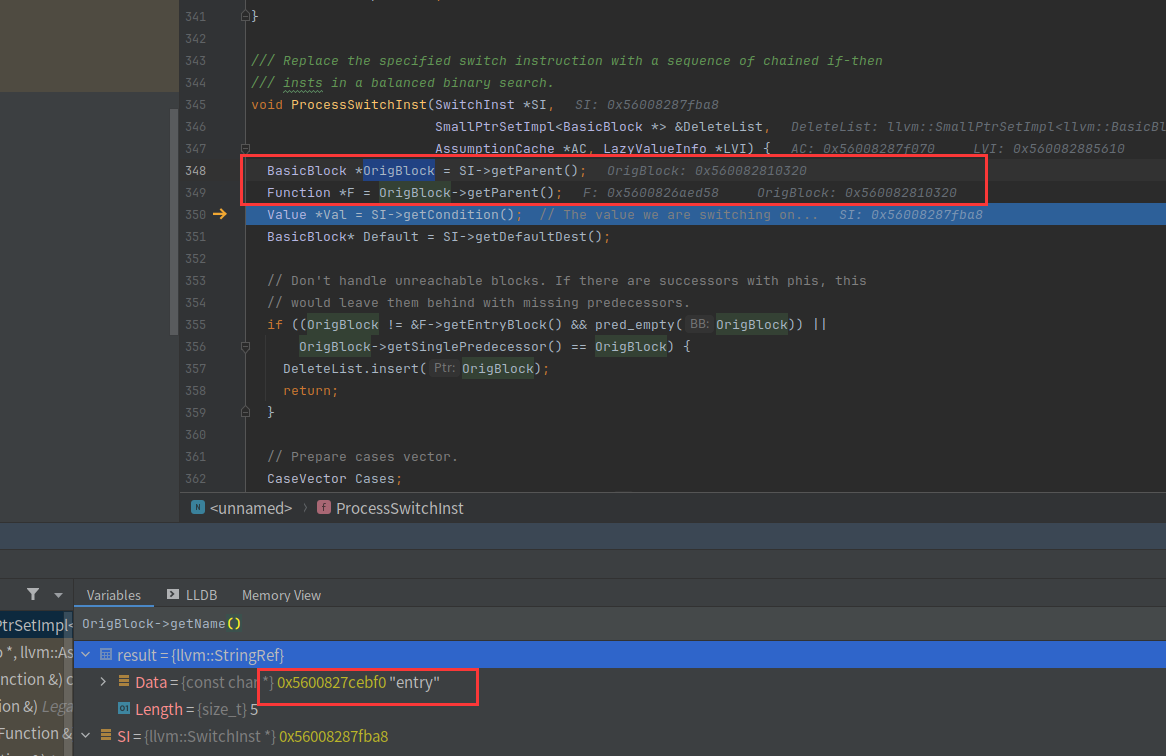 341 }
342
343 /// Replace the specified switch instruction with a sequence of chained if-then
344 /// insts in a balanced binary search.
345 void ProcessSwitchInst(SwitchInst *SI, SI: 0x56008287fba8
346 SmallPtrSetImpl<BasicBlock *> &DeleteList, DeleteList: llvm::SmallPtrSetImpl<llvm::BasicBl
347 AssumptionCache *AC, LazyValueInfo *LVI) { AC: 0x56008287f070 LVI: 0x560082885610
348 BasicBlock *OrigBlock = SI->getParent(); OrigBlock: 0x560082810320
349 Function *F = OrigBlock->getParent(); F: 0x5600826aed58 OrigBlock: 0x560082810320
350 Value *Val = SI->getCondition(); // The value we are switching on... SI: 0x56008287fba8
351 BasicBlock* Default = SI->getDefaultDest();
352
353 // Don't handle unreachable blocks. If there are successors with phis, this
354 // would leave them behind with missing predecessors.
355 if ((OrigBlock != &F->getEntryBlock() && pred_empty( BB: OrigBlock)) ||
356 OrigBlock->getSinglePredecessor() == OrigBlock) {
357 DeleteList.insert( Ptr: OrigBlock);
358 return;
359 }
360
361 // Prepare cases vector.
362 CaseVector Cases;
N <unnamed> › f ProcessSwitchInst
Variables LLDB Memory View
PtrSetImpl<
OrigBlock->getName()
o *, llvm::As
result = {llvm::StringRef}
nction &) c
Data = {const char *} 0x5600827cebf0 "entry"
ion &) Lega
01 Length = {size_t} 5
Function &
SI = {llvm::SwitchInst *} 0x56008287fba8